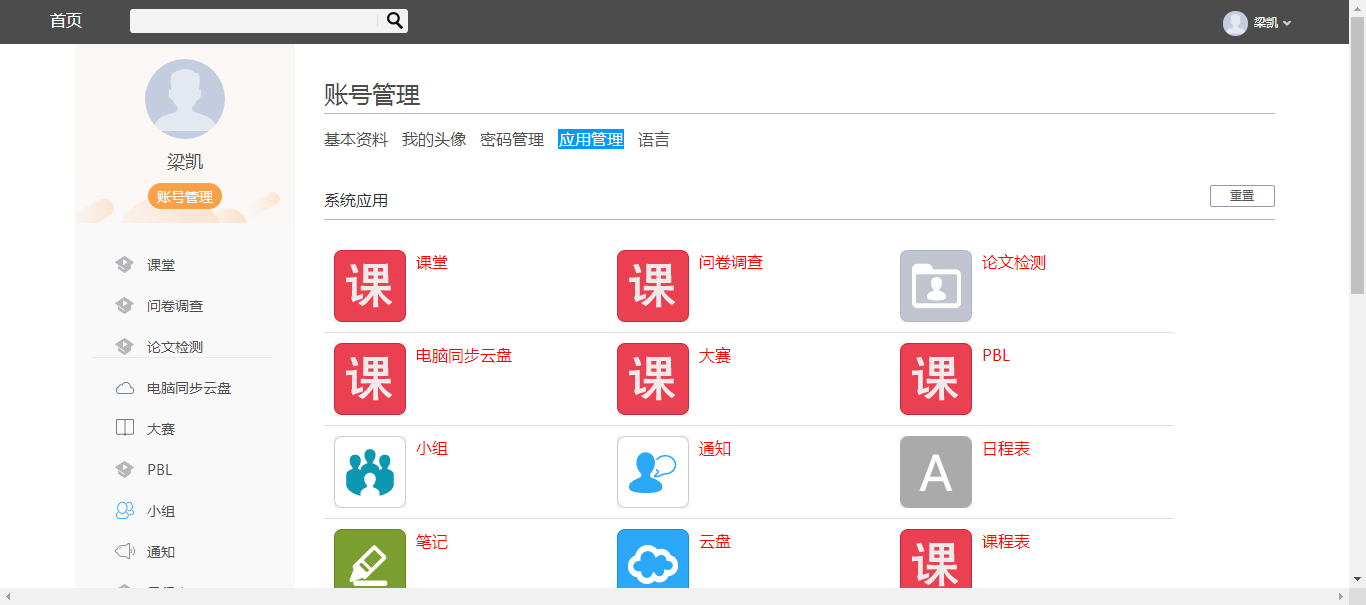 首页
梁凯
梁凯
账号管理
课堂
问卷调查
论文检测
电脑同步云盘
大赛
PBL
小组
通知
账号管理
基本资料 我的头像 密码管理 应用管理 语言
系统应用 重置
课 课堂 课 问卷调查 论文检测
课 电脑同步云盘 课 大赛 课 PBL
小组 通知 A 日程表
笔记 云盘 课 课程表